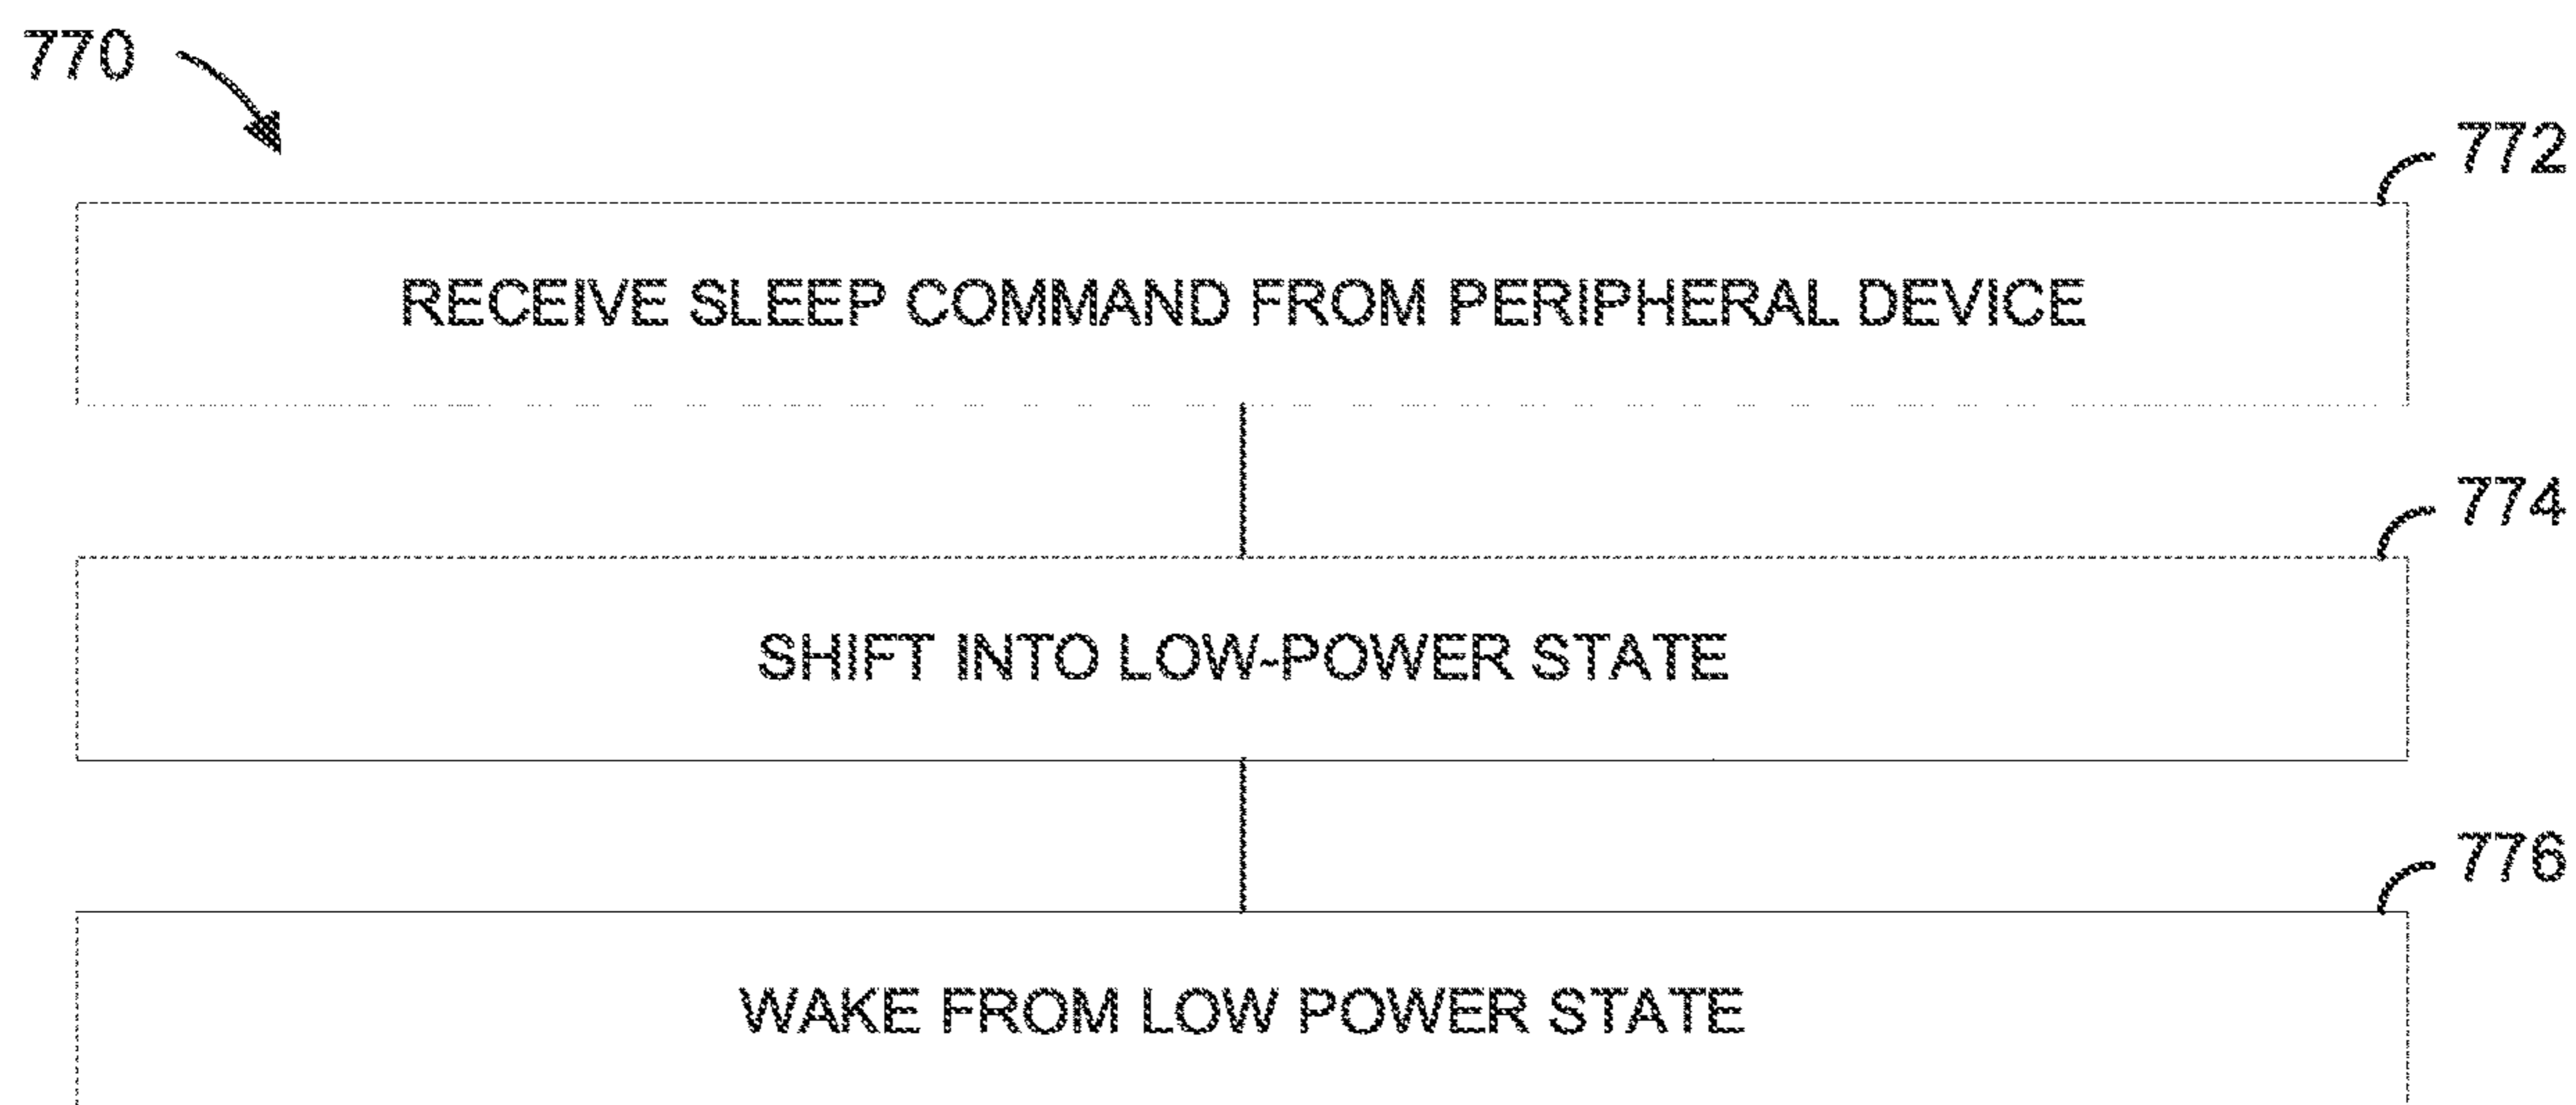 770
772
RECEIVE SLEEP COMMAND FROM PERIPHERAL DEVICE
774
SHIFT INTO LOW-POWER STATE
776
WAKE FROM LOW POWER STATE